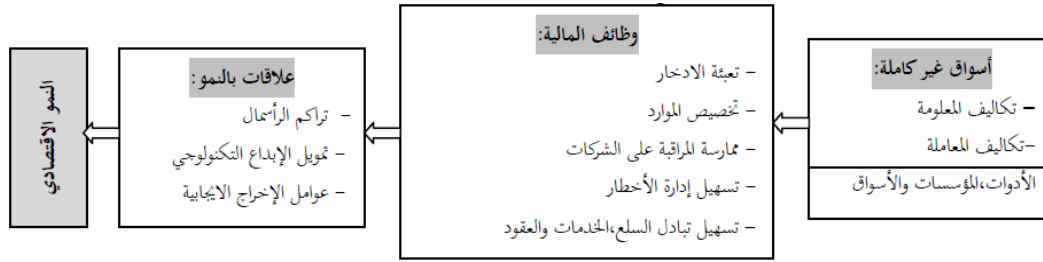 أسواق غير كاملة:
– تكاليف المعلومة
–تكاليف المعاملة
الأدوات،المؤسسات والأسواق
وظائف المالية:
– تعبئة الادخار
– تخصيص الموارد
– ممارسة المراقبة على الشركات
– تسهيل إدارة الأخطار
– تسهيل تبادل السلع،الخدمات والعقود
علاقات بالنمو:
– تراكم الرأسمال
– تمويل الإبداع التكنولوجي
– عوامل الإخراج الايجابية
النمو الاقتصادي